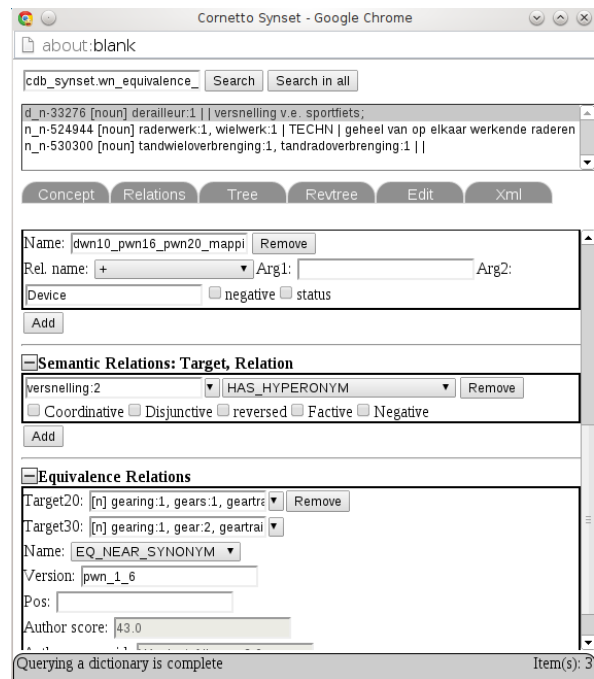 Cornetto Synset - Google Chrome
about:blank
cdb_synset.wn_equivalence_ Search Search in all
d_n-33276 [noun] derailleur:1 | | versnelling v.e. sportfiets;
n_n-524944 [noun] raderwerk:1, wielwerk:1 | TECHN | geheel van op elkaar werkende raderen
n_n-530300 [noun] tandwieloverbrenging:1, tandradoverbrenging:1 | |
Concept Relations Tree Revtree Edit Xml
Name: dwn10_pwn16_pwn20_mappi Remove
Rel. name: + Arg1: Arg2:
Device negative status
Add
Semantic Relations: Target, Relation
versnelling:2 HAS_HYPERONYM Remove
Coordinative Disjunctive reversed Factive Negative
Add
Equivalence Relations
Target20: [n] gearing:1, gears:1, geartra Remove
Target30: [n] gearing:1, gear:2, geartrai
Name: EQ_NEAR_SYNONYM
Version: pwn_1_6
Pos:
Author score: 43.0
Querying a dictionary is complete Item(s): 3